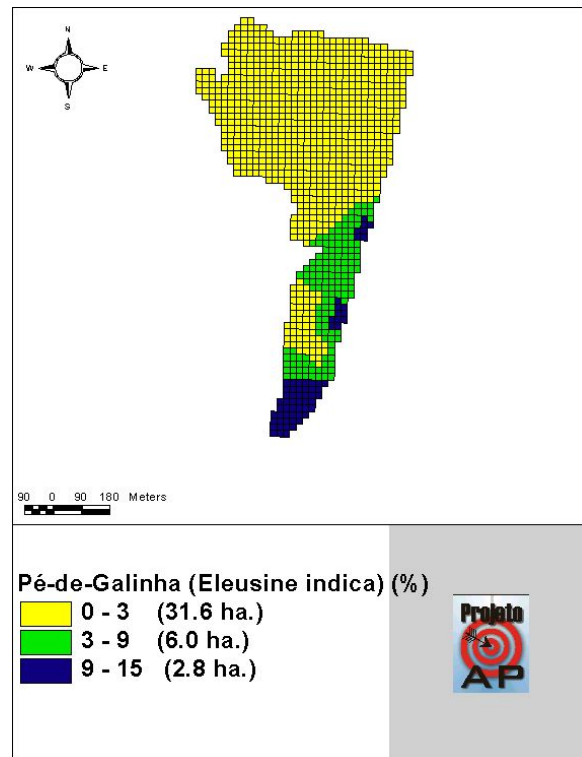 N
W E
S
90 0 90 180 Meters
Pé-de-Galinha (Eleusine indica) (%)
0 - 3 (31.6 ha.)
3 - 9 (6.0 ha.)
9 - 15 (2.8 ha.)
Projeto
AP